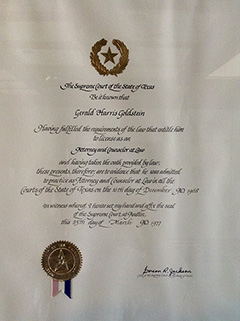 The Supreme Court of the State of Texas
Be it known that
Gerald Harris Goldstein
Having fulfilled the requirements of the law that entitle him
to license as an
Attorney and Counselor at Law
and having taken the oath provided by law;
these presents, therefore, are to evidence that he was admitted
to practice as Attorney and Counselor at Law in all the
Courts of the State of Texas on the 10th day of December, AD 1968
In witness whereof, I hereto set my hand and affix the seal
of the Supreme Court, at Austin,
this 25th day of March AD 1977